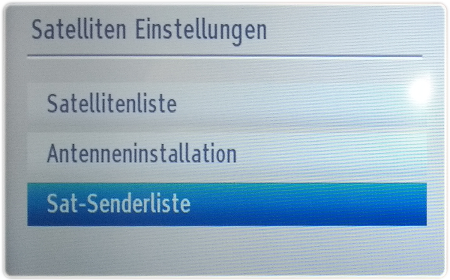 Satelliten Einstellungen
Satellitenliste
Antenneninstallation
Sat-Senderliste